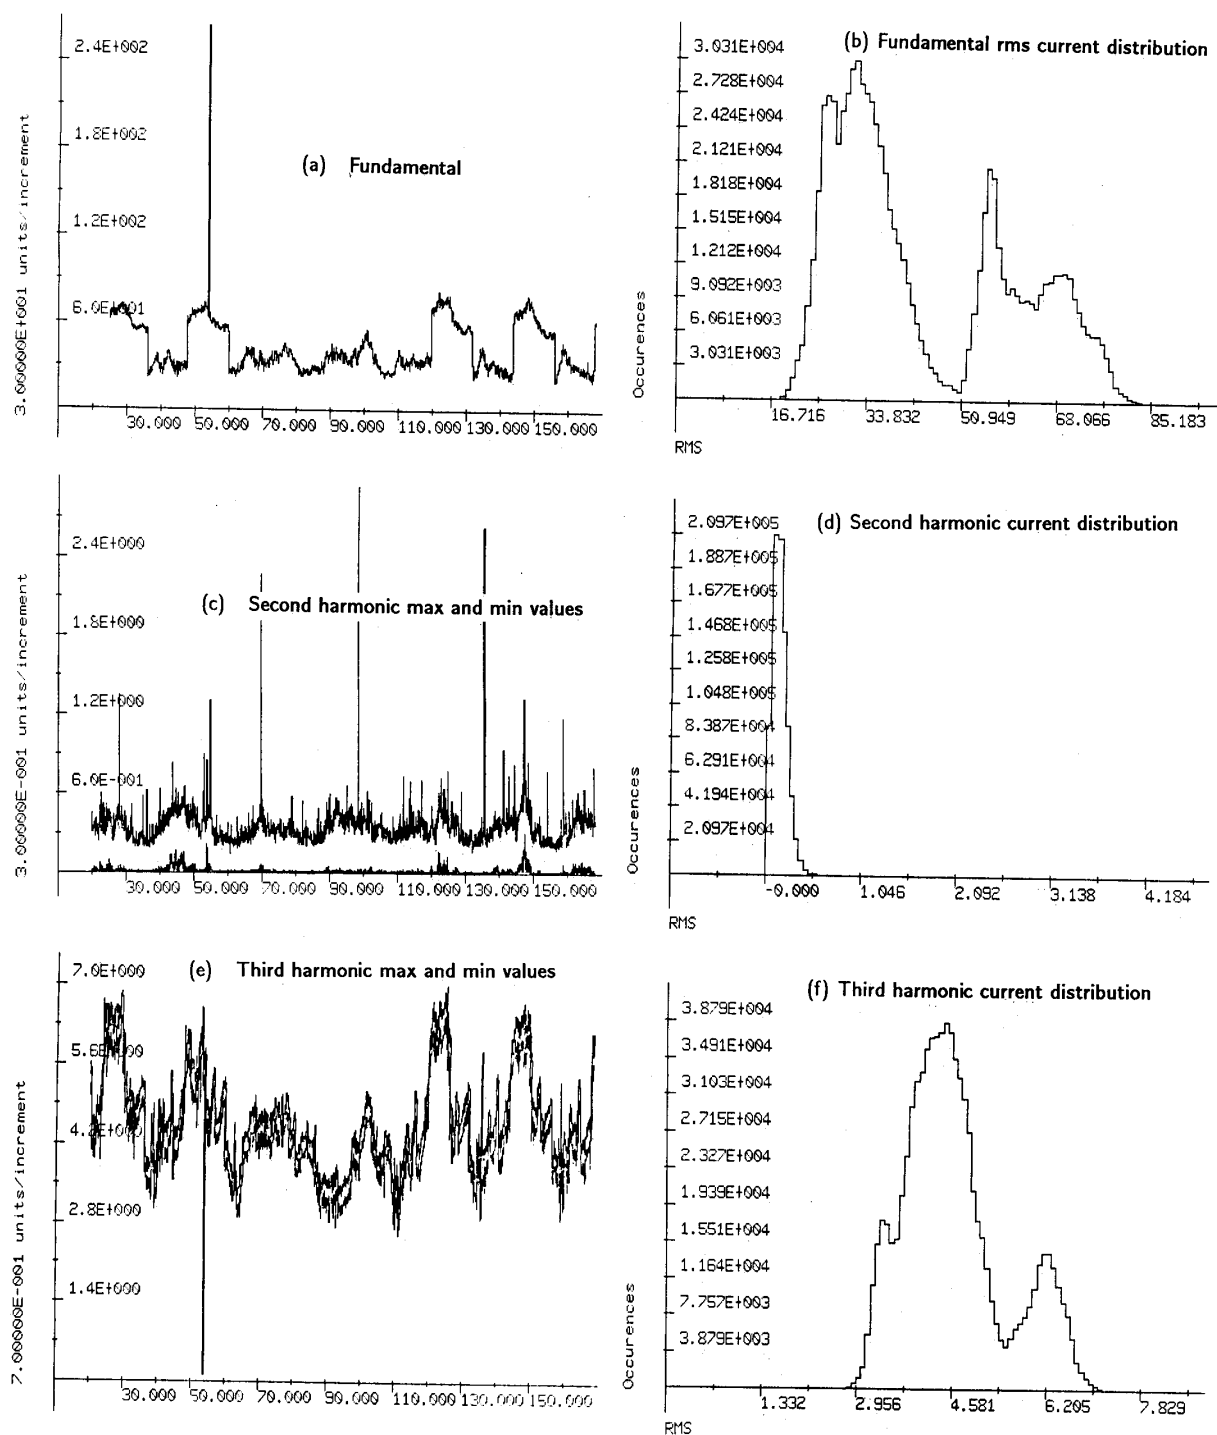 2.4E+002
1.8E+002
1.2E+002
6.0E+001
3.00000E+001 units/increment
(a) Fundamental
30.000 50.000 70.000 90.000 110.000 130.000 150.000
(b) Fundamental rms current distribution
3.031E+004
2.728E+004
2.424E+004
2.121E+004
1.818E+004
1.515E+004
1.212E+004
9.092E+003
6.061E+003
3.031E+003
Occurences
16.716 33.832 50.949 68.066 85.183
RMS
2.4E+000
1.8E+000
1.2E+000
6.0E-001
3.00000E-001 units/increment
(c) Second harmonic max and min values
30.000 50.000 70.000 90.000 110.000 130.000 150.000
(d) Second harmonic current distribution
2.097E+005
1.887E+005
1.677E+005
1.468E+005
1.258E+005
1.048E+005
8.387E+004
6.291E+004
4.194E+004
2.097E+004
Occurences
-0.000 1.046 2.092 3.138 4.184
RMS
7.0E+000
5.6E+000
4.2E+000
2.8E+000
1.4E+000
7.00000E-001 units/increment
(e) Third harmonic max and min values
30.000 50.000 70.000 90.000 110.000 130.000 150.000
(f) Third harmonic current distribution
3.879E+004
3.491E+004
3.103E+004
2.715E+004
2.327E+004
1.939E+004
1.551E+004
1.164E+004
7.757E+003
3.879E+003
Occurences
1.332 2.956 4.581 6.205 7.829
RMS